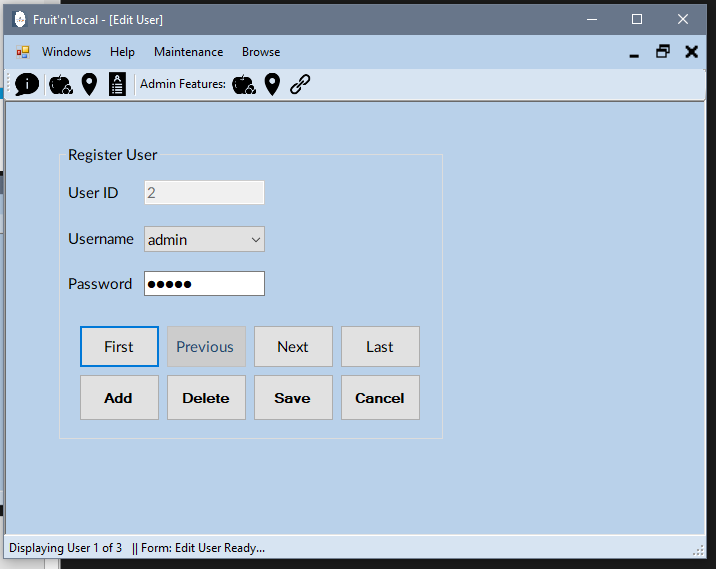 Fruit'n'Local - [Edit User]
Windows Help Maintenance Browse
Admin Features:
Register User
User ID 2
Username admin
Password ●●●●●
First Previous Next Last
Add Delete Save Cancel
Displaying User 1 of 3 || Form: Edit User Ready...